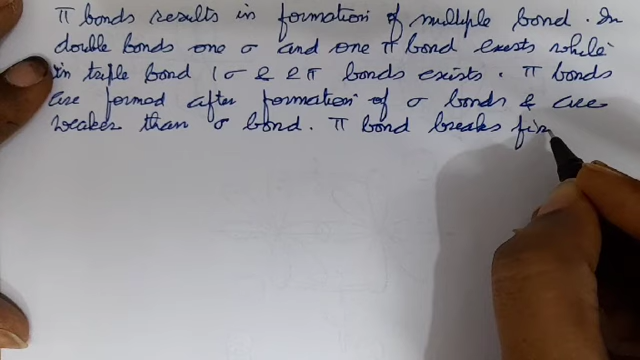 π bonds results in formation of multiple bond. In
double bonds one σ and one π bond exists while
in triple bond 1σ & 2π bonds exists. π bonds
are formed after formation of σ bonds & are
weaker than σ bond. π bond breaks fir